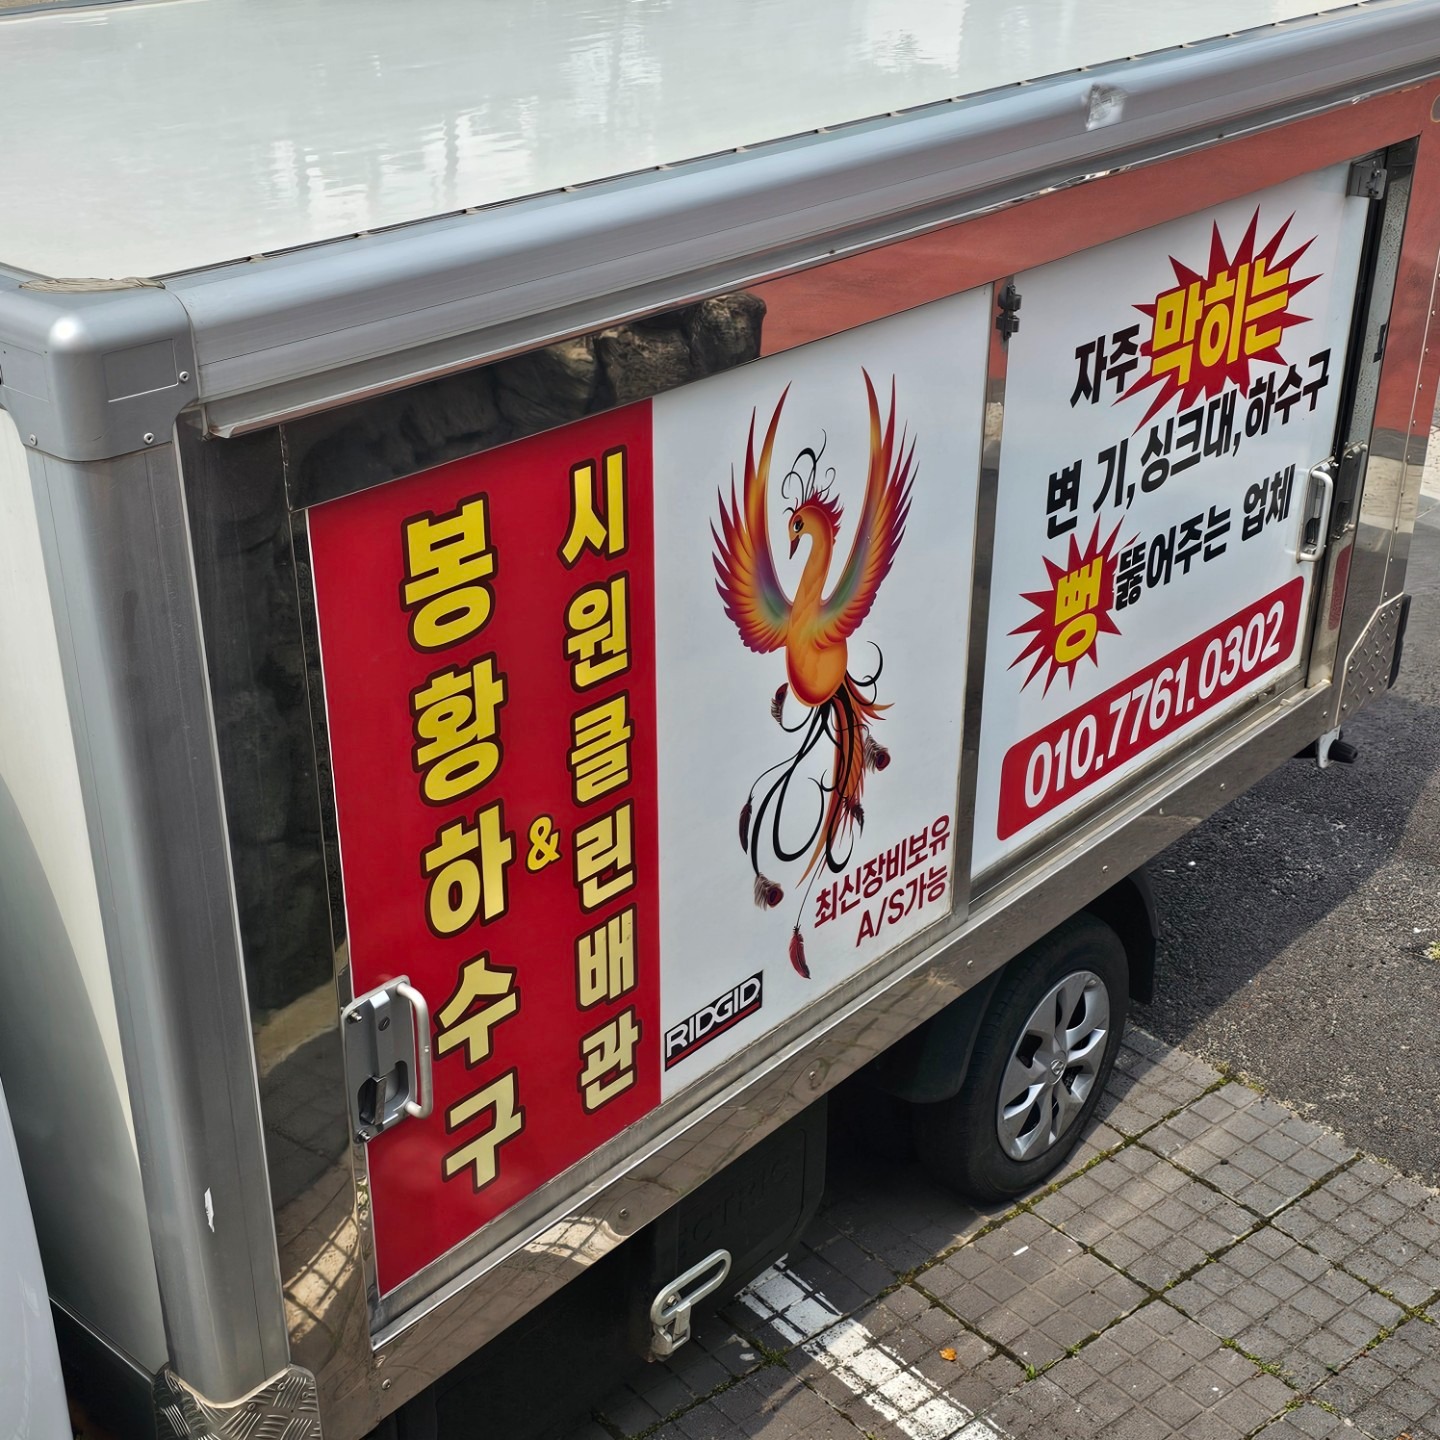 봉황하수구
&
시원클린배관
최신장비보유
A/S가능
RIDGID
자주 막히는
변 기, 싱크대, 하수구
뻥 뚫어주는 업체
010.7761.0302